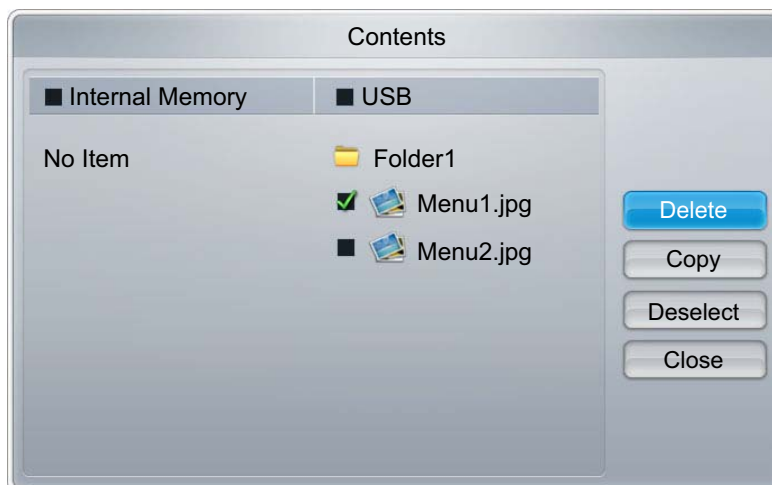 Contents
Internal Memory
USB
No Item
Folder1
Menu1.jpg
Menu2.jpg
Delete
Copy
Deselect
Close